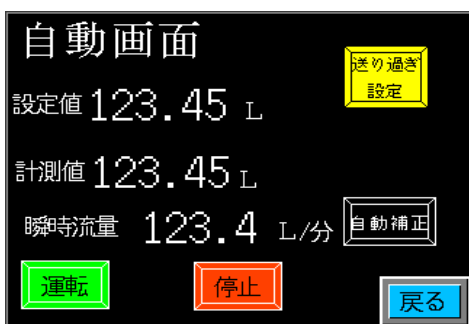 自動画面
送り過ぎ
設定
設定値 123.45 L
計測値 123.45 L
瞬時流量 123.4 L/分
自動補正
運転
停止
戻る